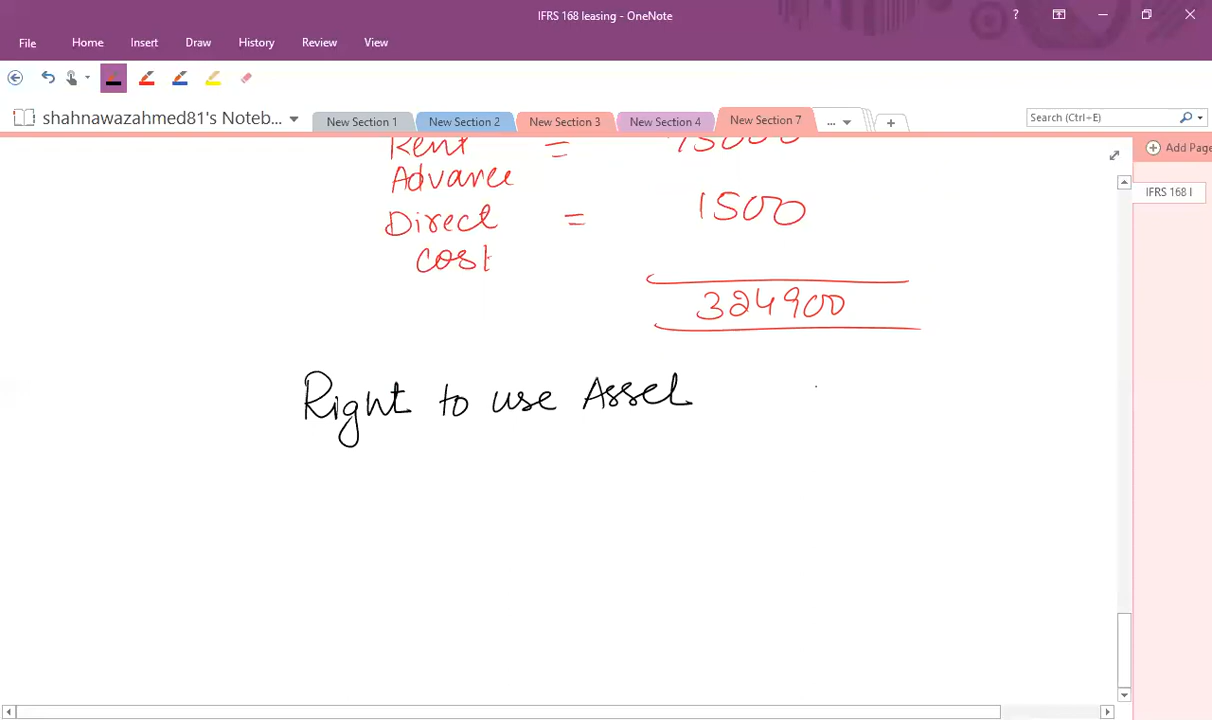 IFRS 168 leasing - OneNote
?
File Home Insert Draw History Review View
shahnawazahmed81's Noteb... New Section 1 New Section 2 New Section 3 New Section 4 New Section 7 ... Search (Ctrl+E)
Add Page
IFRS 168 l
Rent =
Advance
Direct = 1500
cost
324900
Right to use Asset